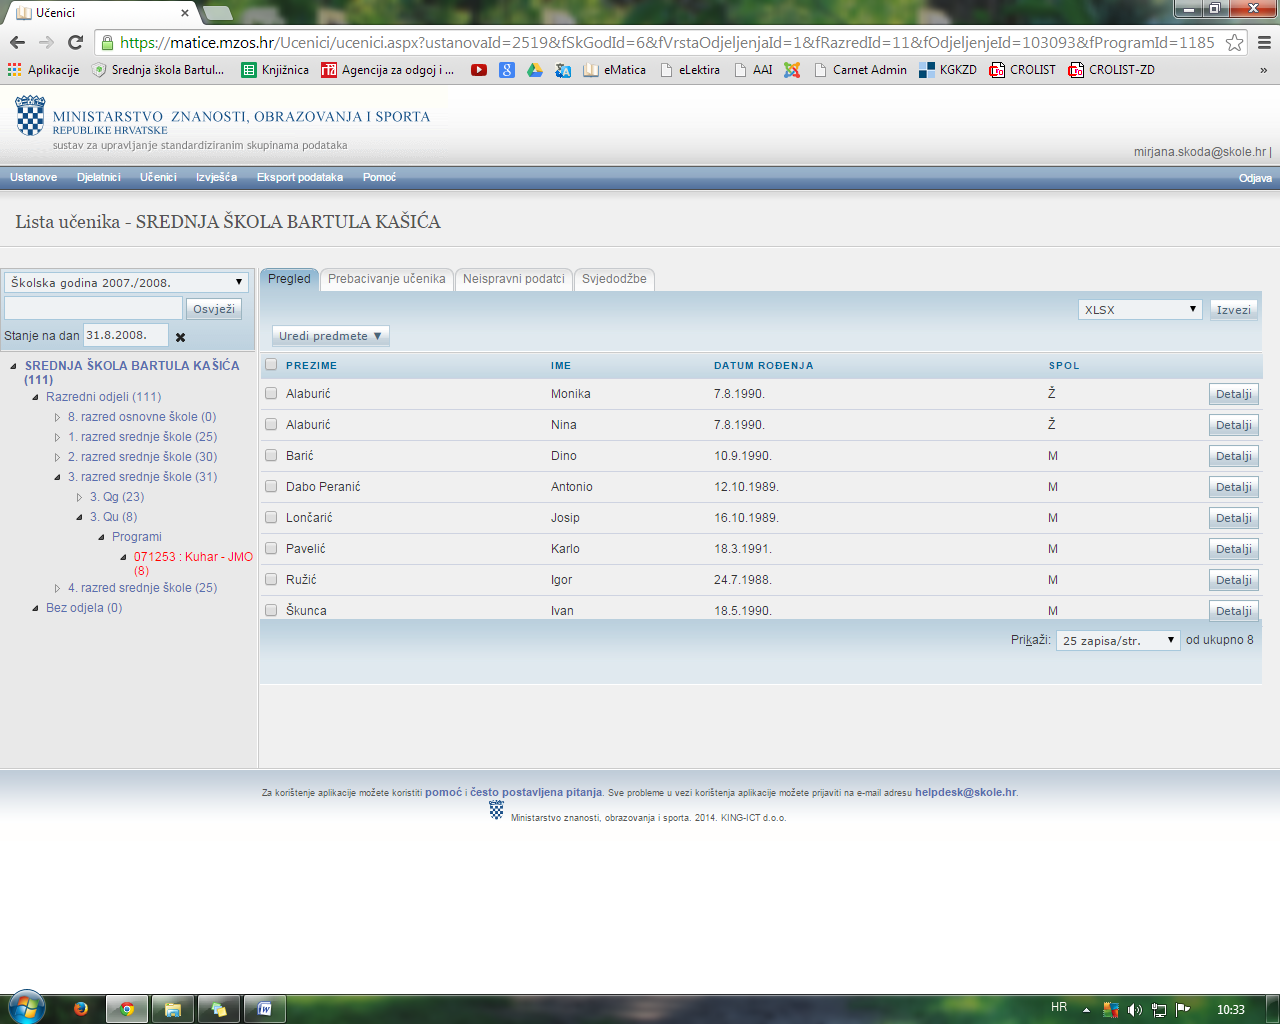 Učenici
https://matice.mzos.hr/Ucenici/ucenici.aspx?ustanovaId=2519&fSkGodId=6&fVrstaOdjeljenjaId=1&fRazredId=11&fOdjeljenjeId=103093&fProgramId=1185
Aplikacije Srednja škola Bartul... Knjižnica Agencija za odgoj i ... eMatica eLektira AAI Carnet Admin KGKZD CROLIST CROLIST-ZD »
MINISTARSTVO ZNANOSTI, OBRAZOVANJA I SPORTA
REPUBLIKE HRVATSKE
sustav za upravljanje standardiziranim skupinama podataka
mirjana.skoda@skole.hr |
Ustanove Djelatnici Učenici Izvješća Eksport podataka Pomoć Odjava
Lista učenika - SREDNJA ŠKOLA BARTULA KAŠIĆA
Školska godina 2007./2008.
Osvježi
Stanje na dan 31.8.2008.
SREDNJA ŠKOLA BARTULA KAŠIĆA
(111)
Razredni odjeli (111)
8. razred osnovne škole (0)
1. razred srednje škole (25)
2. razred srednje škole (30)
3. razred srednje škole (31)
3. Qg (23)
3. Qu (8)
Programi
071253 : Kuhar - JMO
(8)
4. razred srednje škole (25)
Bez odjela (0)
Pregled Prebacivanje učenika Neispravni podatci Svjedodžbe
XLSX Izvezi
Uredi predmete ▼
PREZIME IME DATUM ROĐENJA SPOL
Alaburić Monika 7.8.1990. Ž Detalji
Alaburić Nina 7.8.1990. Ž Detalji
Barić Dino 10.9.1990. M Detalji
Dabo Peranić Antonio 12.10.1989. M Detalji
Lončarić Josip 16.10.1989. M Detalji
Pavelić Karlo 18.3.1991. M Detalji
Ružić Igor 24.7.1988. M Detalji
Škunca Ivan 18.5.1990. M Detalji
Prikaži: 25 zapisa/str. od ukupno 8
Za korištenje aplikacije možete koristiti pomoć i često postavljena pitanja. Sve probleme u vezi korištenja aplikacije možete prijaviti na e-mail adresu helpdesk@skole.hr.
Ministarstvo znanosti, obrazovanja i sporta. 2014. KING-ICT d.o.o.
HR 10:33